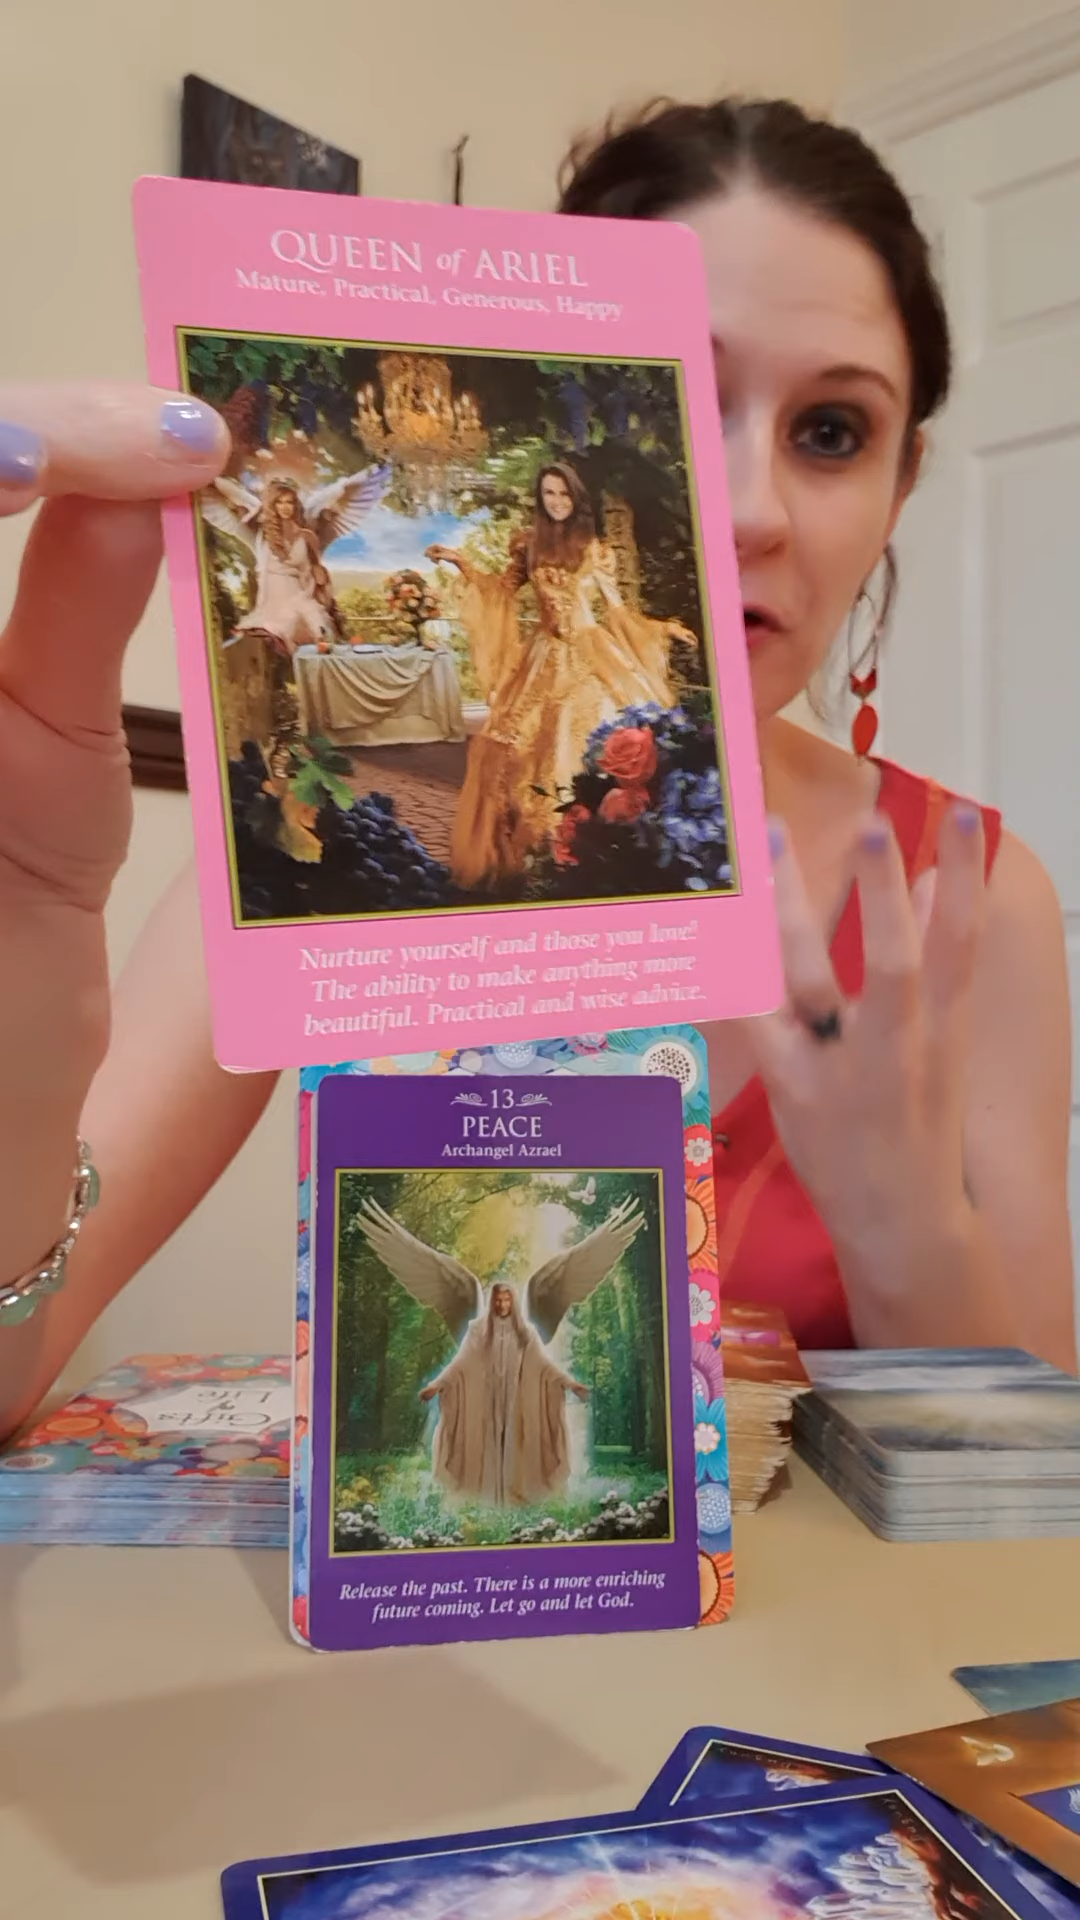 QUEEN of ARIEL
Mature, Practical, Generous, Happy
Nurture yourself and those you love!
The ability to make anything more
beautiful. Practical and wise advice.
13
PEACE
Archangel Azrael
Release the past. There is a more enriching
future coming. Let go and let God.
Gifts
of
Life